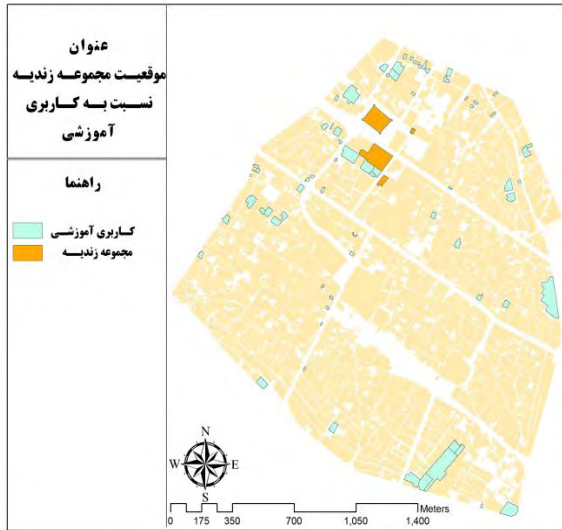 عنوان
موقعیت مجموعه زندیه
نسبت به کاربری
آموزشی
راهنما
کاربری آموزشی
مجموعه زندیه
N
W E
S
Meters
0 175 350 700 1,050 1,400